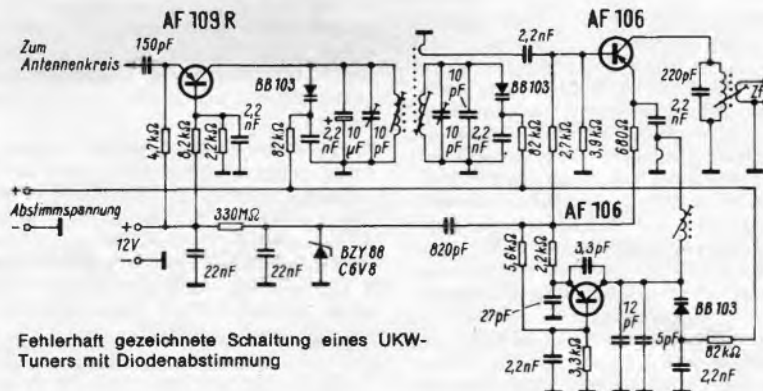 AF 109 R
AF 106
Zum
Antennenkreis
150pF
4,7kΩ
8,2kΩ
2,2kΩ
2,2
nF
BB 103
82kΩ
2,2
nF
+
10
µF
10
pF
10
pF
10
pF
2,2
nF
BB103
82kΩ
2,2nF
2,7kΩ
3,9kΩ
680Ω
220pF
Zf
2,2
nF
+
Abstimmspannung
-
+
12V
-
330MΩ
22nF
22nF
BZY 88
C6V8
820pF
AF 106
5,6kΩ
2,2kΩ
3,3pF
27pF
2,2nF
3,3kΩ
12
pF
5pF
BB 103
82kΩ
2,2nF
Fehlerhaft gezeichnete Schaltung eines UKW-
Tuners mit Diodenabstimmung